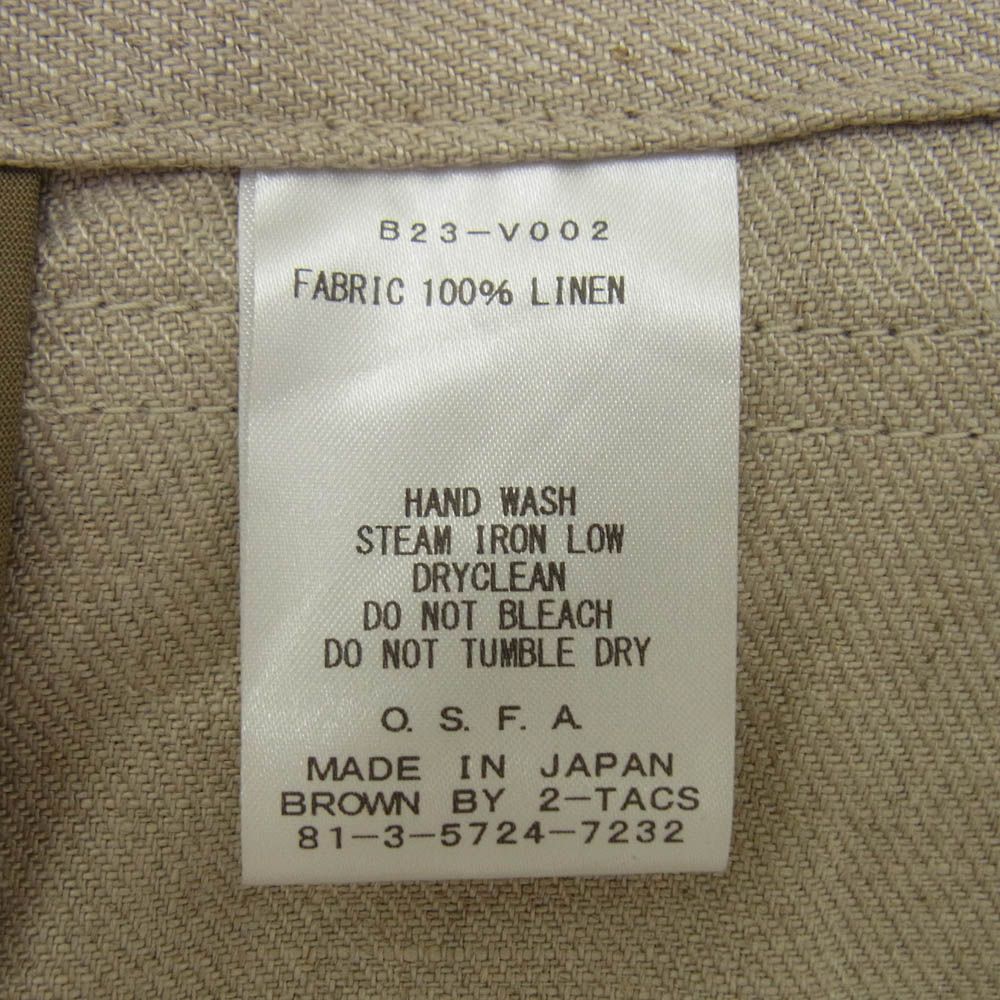 B23-V002
FABRIC 100% LINEN
HAND WASH
STEAM IRON LOW
DRYCLEAN
DO NOT BLEACH
DO NOT TUMBLE DRY
O. S. F. A.
MADE IN JAPAN
BROWN BY 2-TACS
81-3-5724-7232